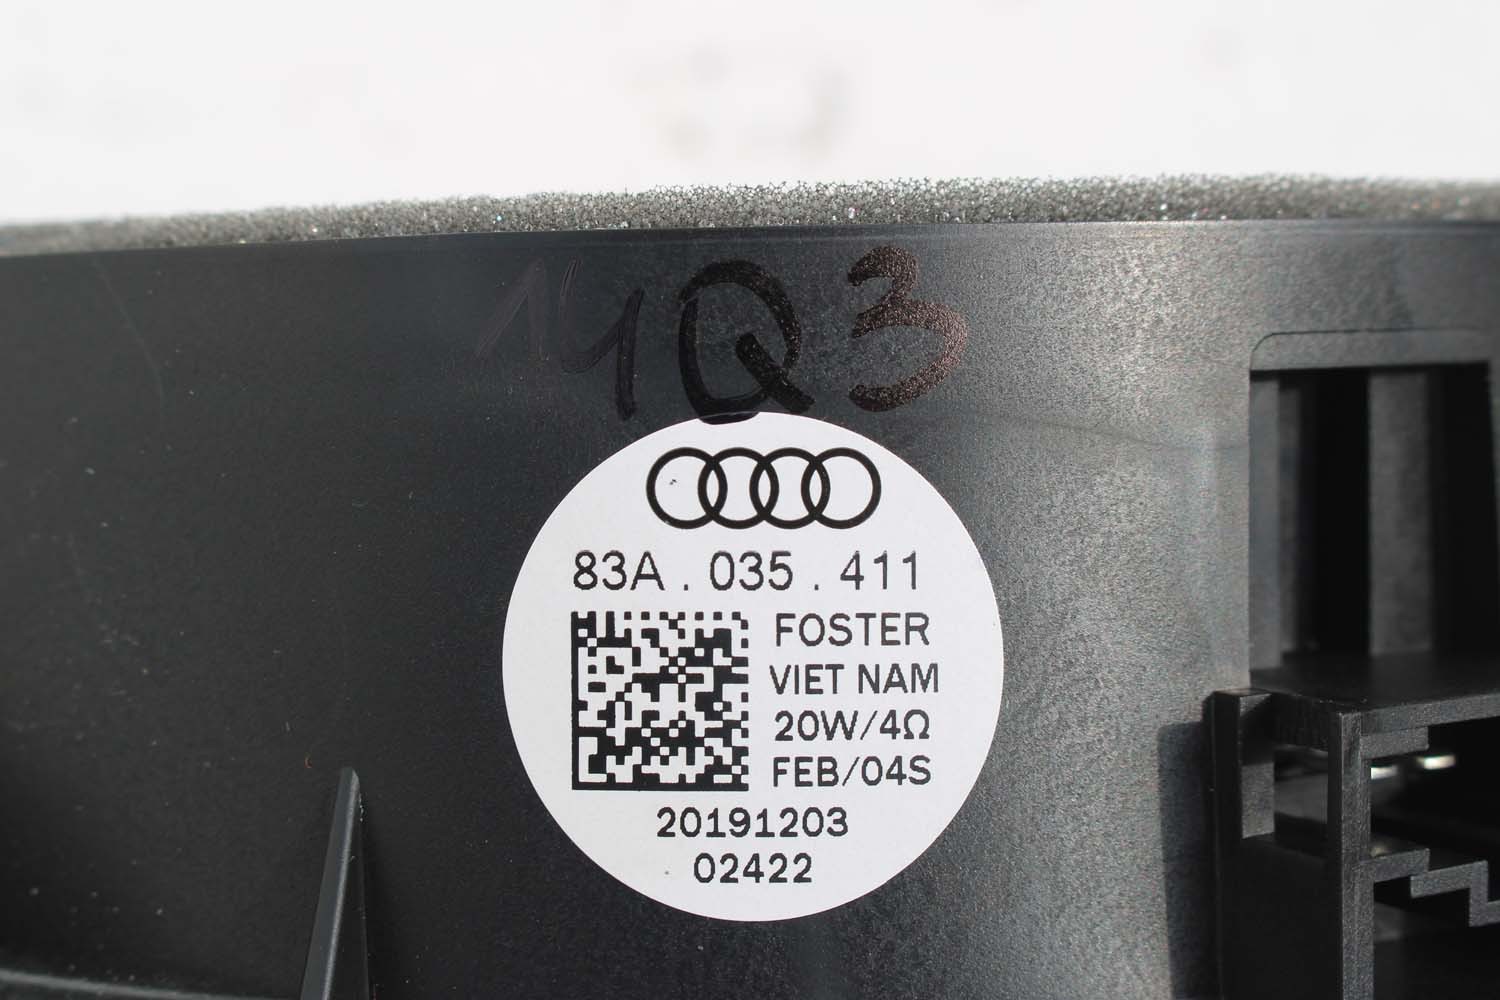 14Q3
83A . 035 . 411
FOSTER
VIET NAM
20W/4Ω
FEB/04S
20191203
02422